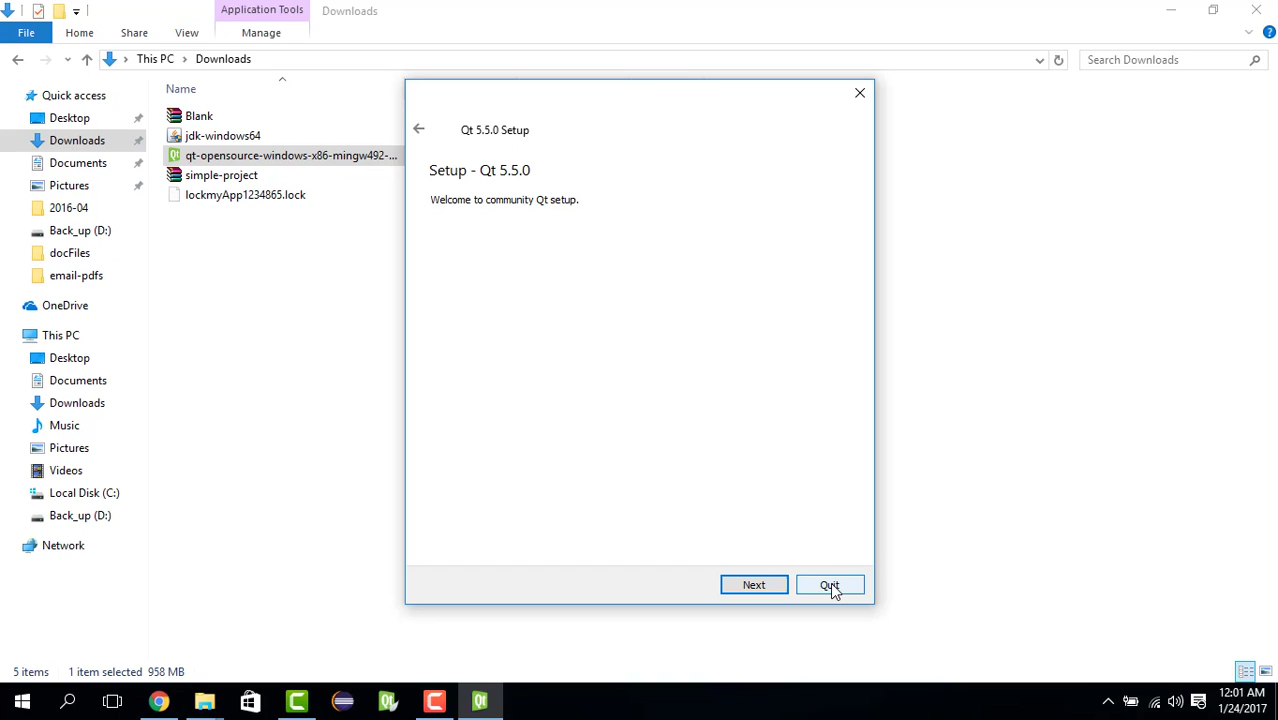 Application Tools
Downloads
File
Home
Share
View
Manage
This PC
Downloads
Search Downloads
Name
Quick access
Desktop
Downloads
Documents
Pictures
2016-04
Back_up (D:)
docFiles
email-pdfs
OneDrive
This PC
Desktop
Documents
Downloads
Music
Pictures
Videos
Local Disk (C:)
Back_up (D:)
Network
Blank
jdk-windows64
qt-opensource-windows-x86-mingw492-...
simple-project
lockmyApp1234865.lock
Qt 5.5.0 Setup
Setup - Qt 5.5.0
Welcome to community Qt setup.
Next
Quit
5 items
1 item selected 958 MB
12:01 AM
1/24/2017